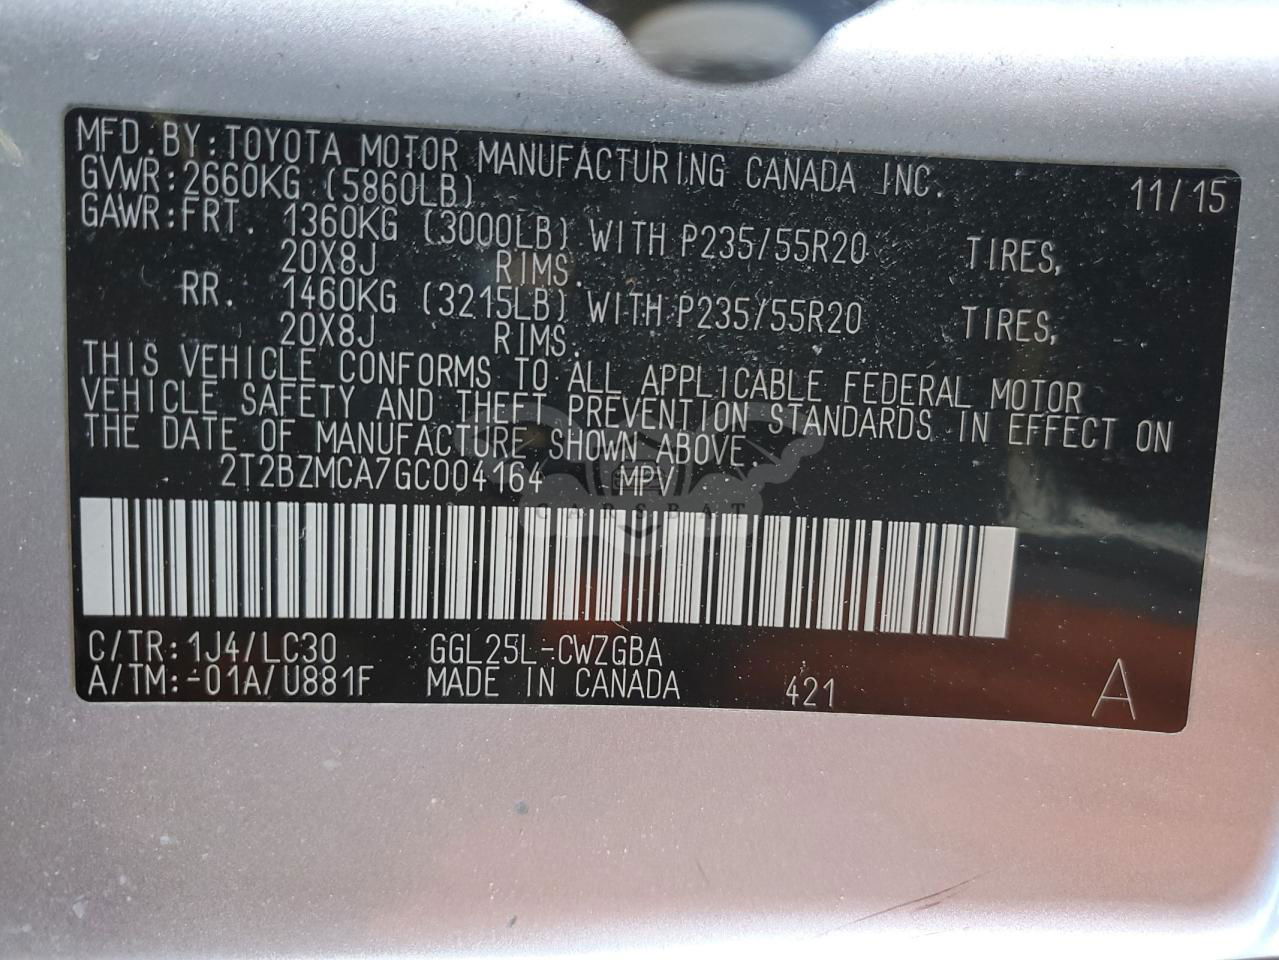 MFD.BY:TOYOTA MOTOR MANUFACTURING CANADA INC. 11/15
GVWR:2660KG (5860LB)
GAWR:FRT. 1360KG (3000LB) WITH P235/55R20 TIRES,
20X8J RIMS.
RR. 1460KG (3215LB) WITH P235/55R20 TIRES,
20X8J RIMS.
THIS VEHICLE CONFORMS TO ALL APPLICABLE FEDERAL MOTOR
VEHICLE SAFETY AND THEFT PREVENTION STANDARDS IN EFFECT ON
THE DATE OF MANUFACTURE SHOWN ABOVE.
2T2BZMCA7GC004164 MPV
CARSBAT
C/TR:1J4/LC30 GGL25L-CWZGBA
A/TM:-01A/U881F MADE IN CANADA 421 A